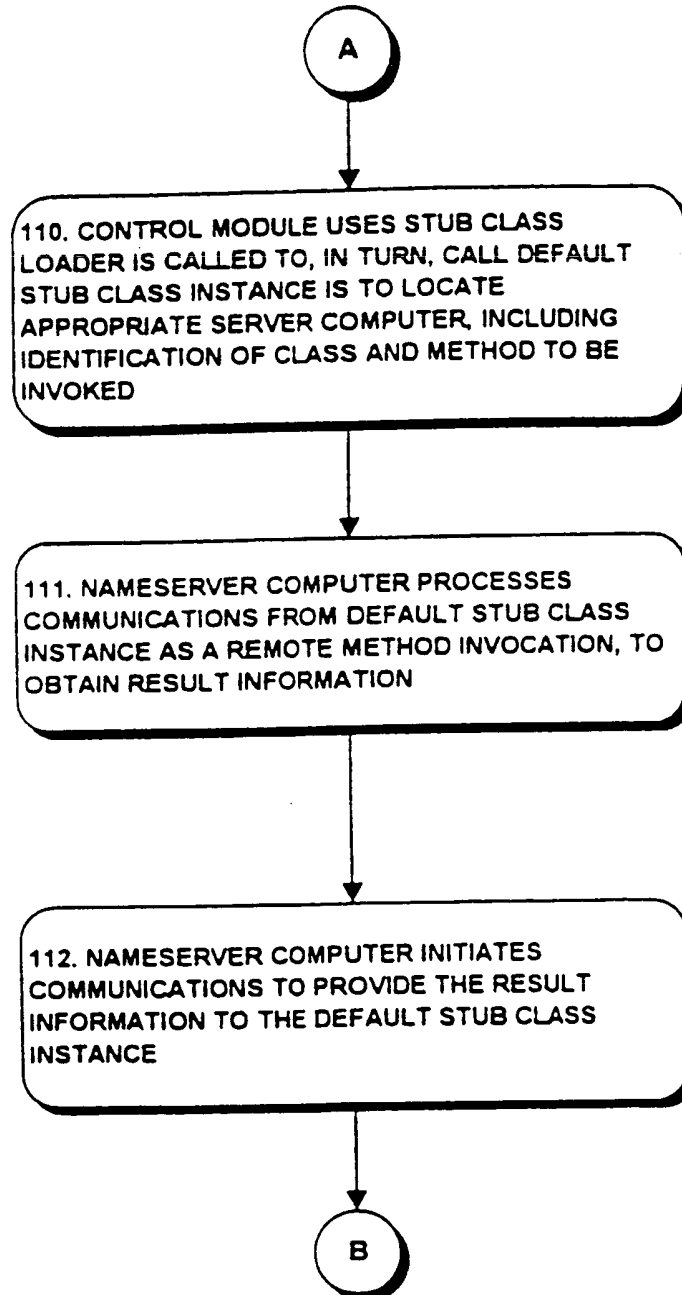 A
110. CONTROL MODULE USES STUB CLASS
LOADER IS CALLED TO, IN TURN, CALL DEFAULT
STUB CLASS INSTANCE IS TO LOCATE
APPROPRIATE SERVER COMPUTER, INCLUDING
IDENTIFICATION OF CLASS AND METHOD TO BE
INVOKED
111. NAMESERVER COMPUTER PROCESSES
COMMUNICATIONS FROM DEFAULT STUB CLASS
INSTANCE AS A REMOTE METHOD INVOCATION, TO
OBTAIN RESULT INFORMATION
112. NAMESERVER COMPUTER INITIATES
COMMUNICATIONS TO PROVIDE THE RESULT
INFORMATION TO THE DEFAULT STUB CLASS
INSTANCE
B